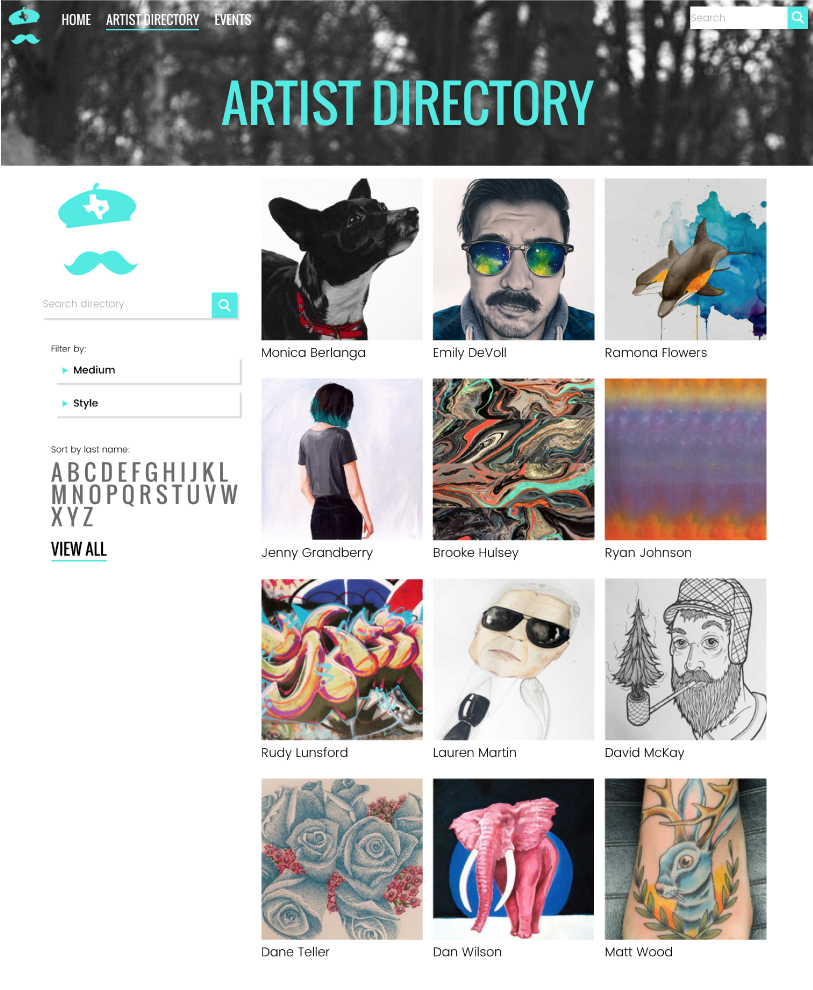 HOME ARTIST DIRECTORY EVENTS Search
ARTIST DIRECTORY
Search directory
Filter by:
Medium
Style
Sort by last name:
A B C D E F G H I J K L
M N O P Q R S T U V W
X Y Z
VIEW ALL
Monica Berlanga Emily DeVoll Ramona Flowers
Jenny Grandberry Brooke Hulsey Ryan Johnson
Rudy Lunsford Lauren Martin David McKay
Dane Teller Dan Wilson Matt Wood